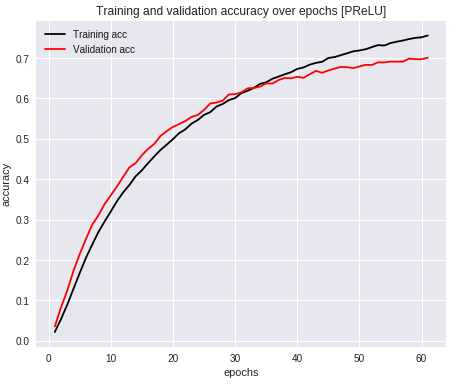 Training and validation accuracy over epochs [PReLU]
Training acc
Validation acc
accuracy
0.7
0.6
0.5
0.4
0.3
0.2
0.1
0.0
0 10 20 30 40 50 60
epochs